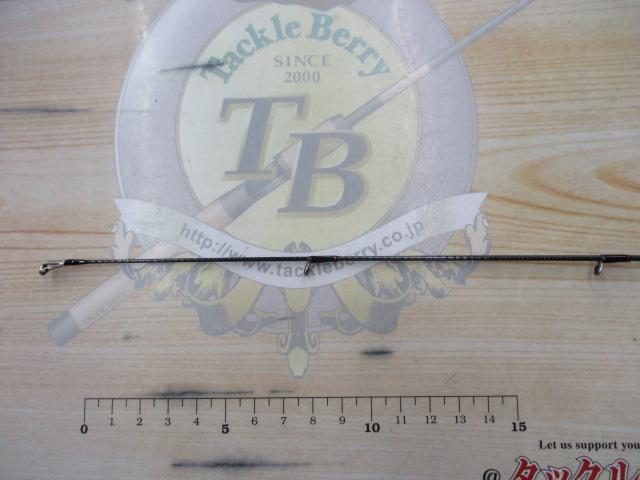 Tackle Berry
SINCE
2000
TB
http://www.tackleberry.co.jp
0 1 2 3 4 5 6 7 8 9 10 11 12 13 14 15
Let us support you
@タックル